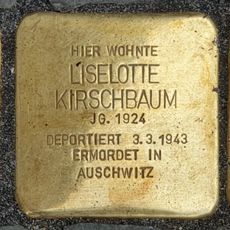 HIER WOHNTE
LISELOTTE
KIRSCHBAUM
JG. 1924
DEPORTIERT 3.3.1943
ERMORDET IN
AUSCHWITZ